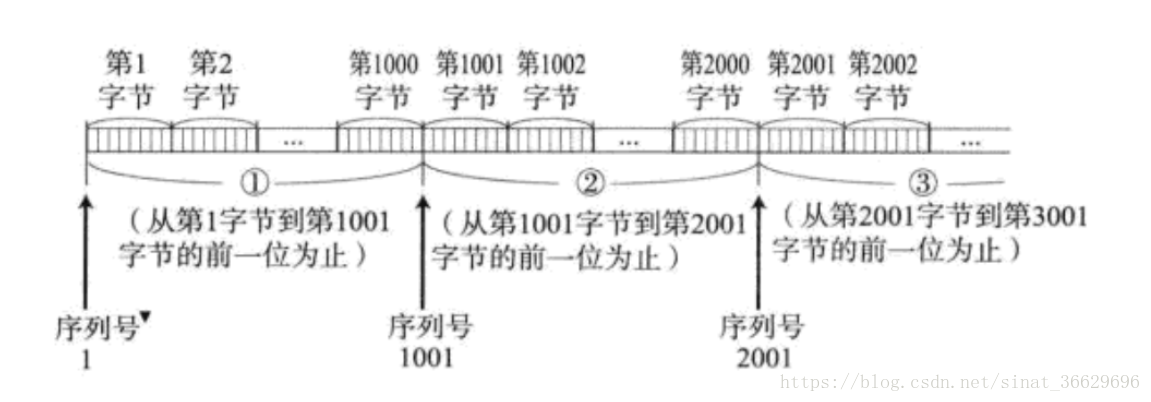 第1 第2 第1000 第1001 第1002 第2000 第2001 第2002
字节 字节 字节 字节 字节 字节 字节 字节
... ... ...
① ② ③
(从第1字节到第1001
字节的前一位为止)
(从第1001字节到第2001
字节的前一位为止)
(从第2001字节到第3001
字节的前一位为止)
序列号▼
1
序列号
1001
序列号
2001
https://blog.csdn.net/sinat_36629696